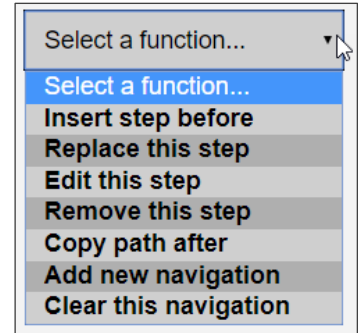 Select a function...
Select a function...
Insert step before
Replace this step
Edit this step
Remove this step
Copy path after
Add new navigation
Clear this navigation